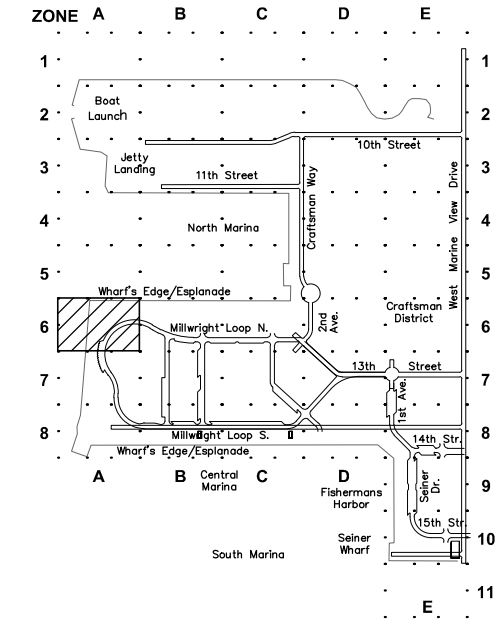 ZONE A B C D E
1 1
Boat
Launch
2 2
10th Street
Jetty
Landing
3 3
11th Street
Craftsman Way
West Marine View Drive
4 4
North Marina
5 5
Wharf's Edge/Esplanade
Craftsman
District
2nd
Ave.
6 6
Millwright Loop N.
13th Street
7 7
1st Ave.
8 8
Millwright Loop S.
14th Str.
Wharf's Edge/Esplanade
A B C D
9 9
Central
Marina
Seiner
Dr.
Fishermans
Harbor
15th Str.
Seiner
Wharf
10
South Marina
11
E